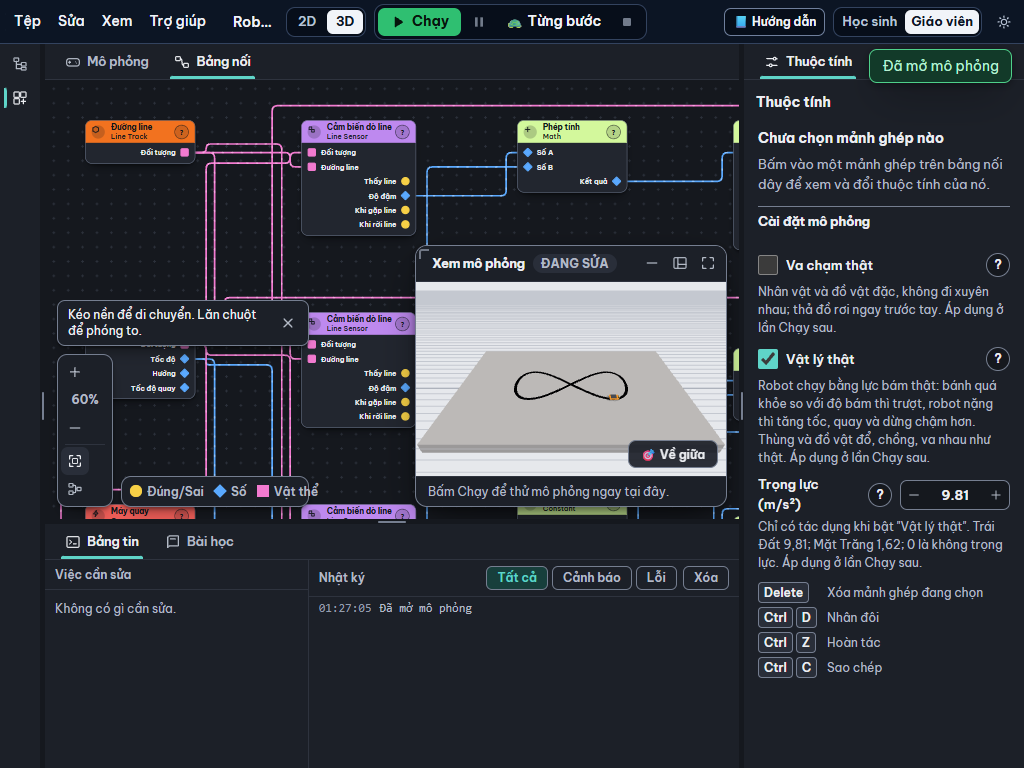 Tệp Sửa Xem Trợ giúp Rob... 2D 3D Chạy Từng bước Hướng dẫn Học sinh Giáo viên
Mô phỏng Bảng nối
Thuộc tính
Đã mở mô phỏng
Đường line
Line Track
Đối tượng
Cảm biến dò line
Line Sensor
Đối tượng
Đường line
Thấy line
Độ đậm
Khi gặp line
Khi rời line
Phép tính
Math
Số A
Số B
Kết quả
Kéo nền để di chuyển. Lăn chuột
để phóng to.
Tốc độ
Hướng
Tốc độ quay
Cảm biến dò line
Line Sensor
Đối tượng
Đường line
Thấy line
Độ đậm
Khi gặp line
Khi rời line
60%
Đúng/Sai Số Vật thể
Máy quay
Cảm biến dò line
Line Sensor
Constant
Xem mô phỏng ĐANG SỬA
Về giữa
Bấm Chạy để thử mô phỏng ngay tại đây.
Bảng tin Bài học
Việc cần sửa
Không có gì cần sửa.
Nhật ký Tất cả Cảnh báo Lỗi Xóa
01:27:05 Đã mở mô phỏng
Thuộc tính
Chưa chọn mảnh ghép nào
Bấm vào một mảnh ghép trên bảng nối
dây để xem và đổi thuộc tính của nó.
Cài đặt mô phỏng
Va chạm thật ?
Nhân vật và đồ vật đặc, không đi xuyên
nhau; thả đồ rơi ngay trước tay. Áp dụng ở
lần Chạy sau.
Vật lý thật ?
Robot chạy bằng lực bám thật: bánh quá
khỏe so với độ bám thì trượt, robot nặng
thì tăng tốc, quay và dừng chậm hơn.
Thùng và đồ vật đổ, chồng, va nhau như
thật. Áp dụng ở lần Chạy sau.
Trọng lực
(m/s²) ? − 9.81 +
Chỉ có tác dụng khi bật "Vật lý thật". Trái
Đất 9,81; Mặt Trăng 1,62; 0 là không trọng
lực. Áp dụng ở lần Chạy sau.
Delete Xóa mảnh ghép đang chọn
Ctrl D Nhân đôi
Ctrl Z Hoàn tác
Ctrl C Sao chép